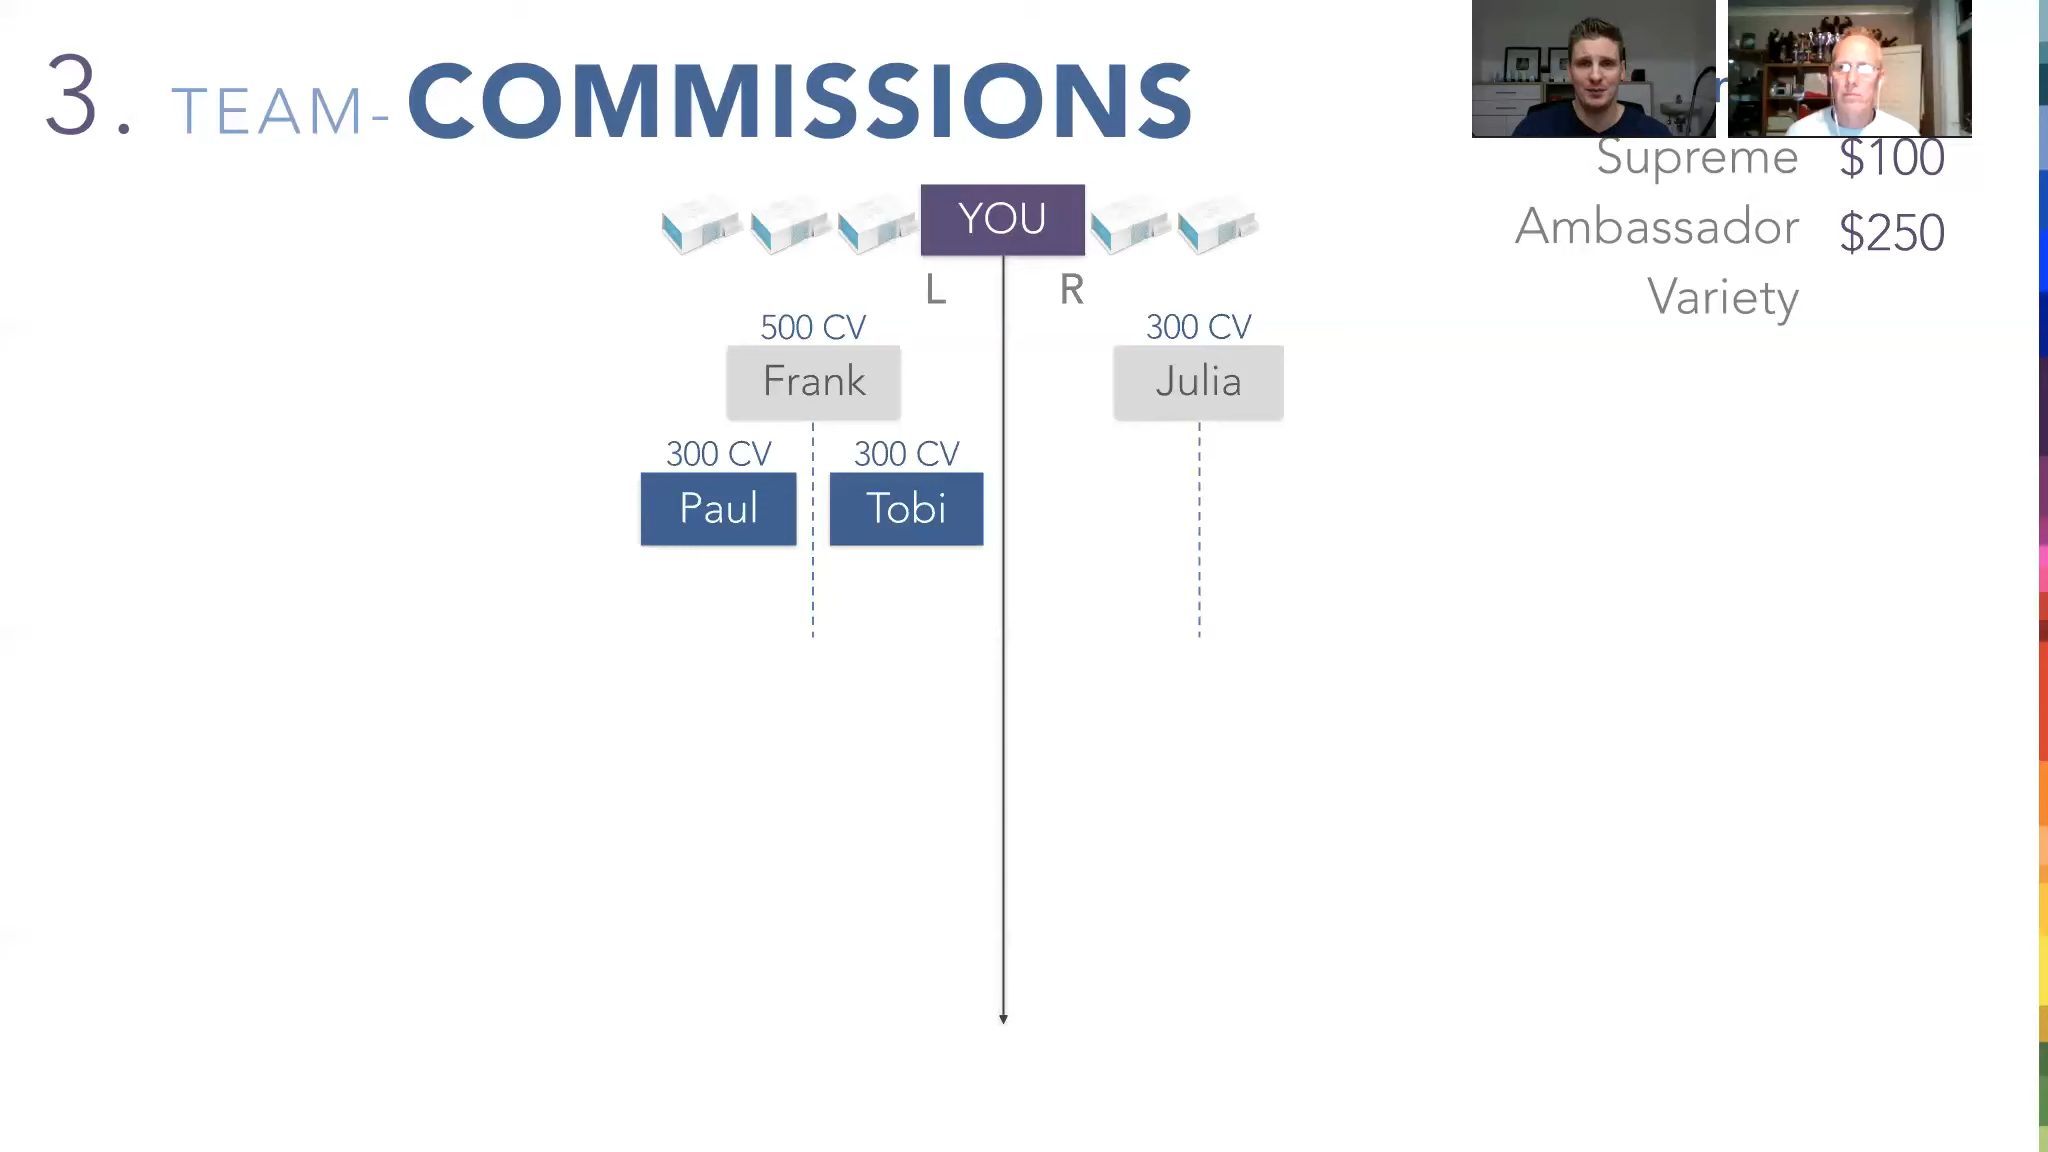 3. TEAM-COMMISSIONS
Supreme $100
Ambassador $250
Variety
YOU
L R
500 CV 300 CV
Frank Julia
300 CV 300 CV
Paul Tobi